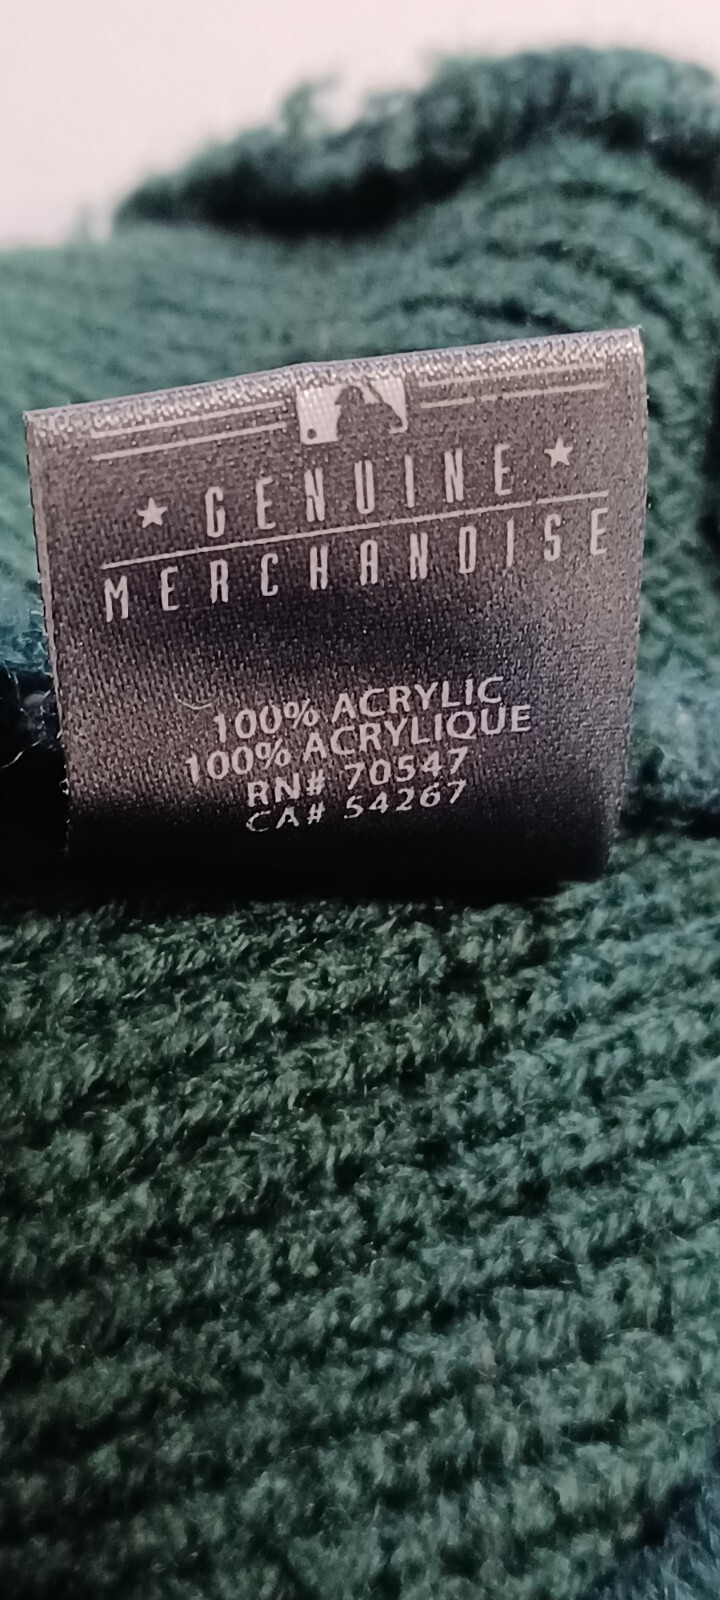 ★ GENUINE ★
MERCHANDISE
100% ACRYLIC
100% ACRYLIQUE
RN# 70547
CA# 54267